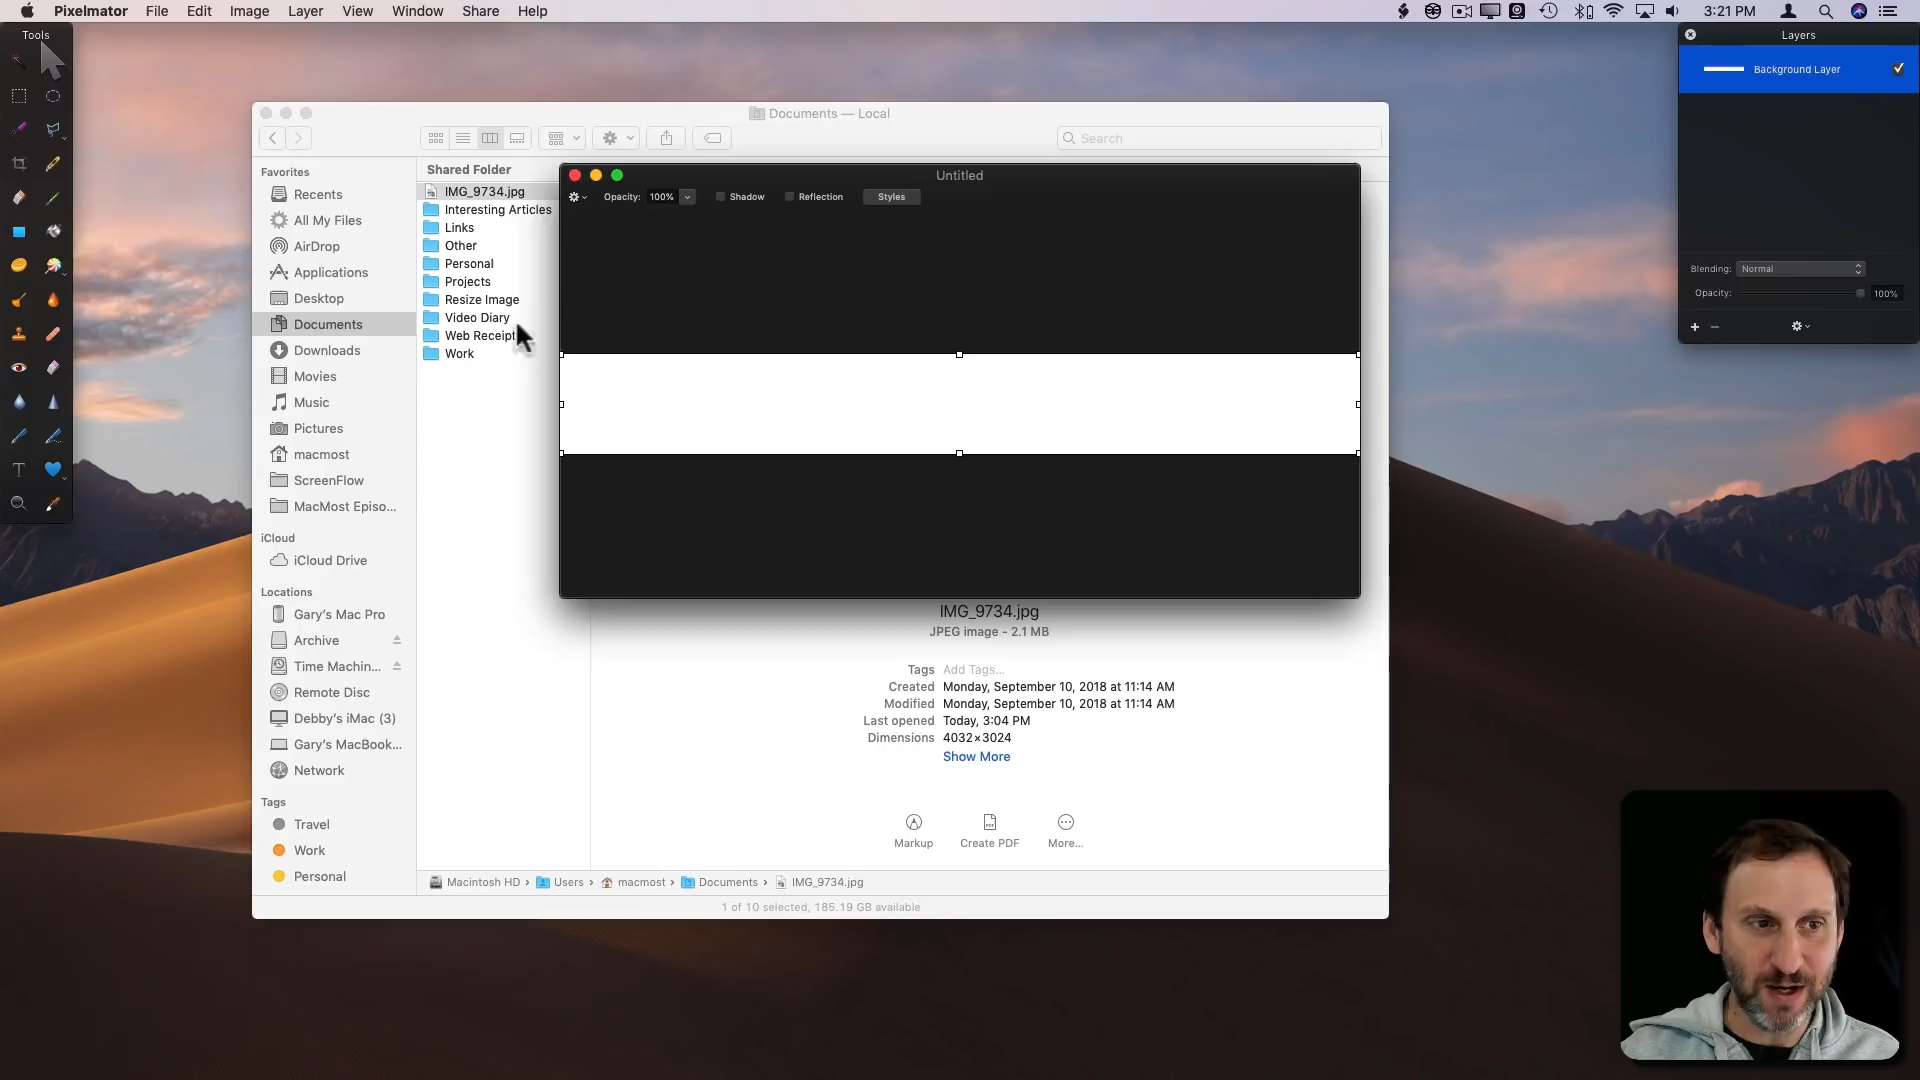 Pixelmator File Edit Image Layer View Window Share Help 3:21 PM
Tools
Layers
Background Layer
Blending: Normal
Opacity: 100%
Documents — Local
Search
Favorites
Recents
All My Files
AirDrop
Applications
Desktop
Documents
Downloads
Movies
Music
Pictures
macmost
ScreenFlow
MacMost Episo...
iCloud
iCloud Drive
Locations
Gary's Mac Pro
Archive
Time Machin...
Remote Disc
Debby's iMac (3)
Gary's MacBook...
Network
Tags
Travel
Work
Personal
Shared Folder
IMG_9734.jpg
Interesting Articles
Links
Other
Personal
Projects
Resize Image
Video Diary
Web Receipt
Work
Untitled
Opacity: 100% Shadow Reflection Styles
IMG_9734.jpg
JPEG image - 2.1 MB
Tags Add Tags...
Created Monday, September 10, 2018 at 11:14 AM
Modified Monday, September 10, 2018 at 11:14 AM
Last opened Today, 3:04 PM
Dimensions 4032×3024
Show More
Markup Create PDF More...
Macintosh HD › Users › macmost › Documents › IMG_9734.jpg
1 of 10 selected, 185.19 GB available